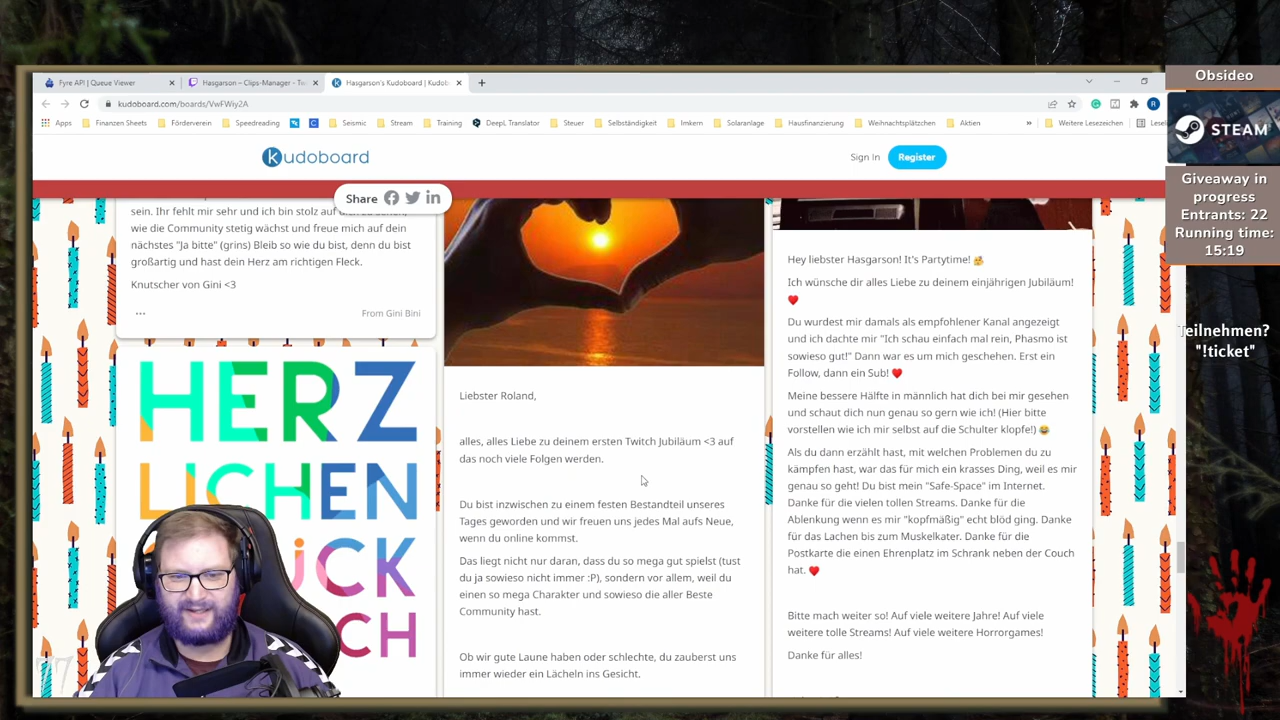 Fyre API | Queue Viewer
Hasgarson – Clips-Manager - Tw
Hasgarson's Kudoboard | Kudob
kudoboard.com/boards/VwFWiy2A
Apps
Finanzen Sheets
Förderverein
Speedreading
Seismic
Stream
Training
DeepL Translator
Steuer
Selbständigkeit
Imkern
Solaranlage
Hausfinanzierung
Weihnachtsplätzchen
Aktien
»
Weitere Lesezeichen
Lesel
kudoboard
Sign In
Register
Share
sein. Ihr fehlt mir sehr und ich bin stolz auf
wie die Community stetig wächst und freue mich auf dein
nächstes "Ja bitte" (grins) Bleib so wie du bist, denn du bist
großartig und hast dein Herz am richtigen Fleck.
Knutscher von Gini <3
...
From Gini Bini
HERZ
LICHEN
ÜCK
CH
Liebster Roland,
alles, alles Liebe zu deinem ersten Twitch Jubiläum <3 auf
das noch viele Folgen werden.
Du bist inzwischen zu einem festen Bestandteil unseres
Tages geworden und wir freuen uns jedes Mal aufs Neue,
wenn du online kommst.
Das liegt nicht nur daran, dass du so mega gut spielst (tust
du ja sowieso nicht immer :P), sondern vor allem, weil du
einen so mega Charakter und sowieso die aller Beste
Community hast.
Ob wir gute Laune haben oder schlechte, du zauberst uns
immer wieder ein Lächeln ins Gesicht.
Hey liebster Hasgarson! It's Partytime! 🥳
Ich wünsche dir alles Liebe zu deinem einjährigen Jubiläum!
♥
Du wurdest mir damals als empfohlener Kanal angezeigt
und ich dachte mir "Ich schau einfach mal rein, Phasmo ist
sowieso gut!" Dann war es um mich geschehen. Erst ein
Follow, dann ein Sub! ♥
Meine bessere Hälfte in männlich hat dich bei mir gesehen
und schaut dich nun genau so gern wie ich! (Hier bitte
vorstellen wie ich mir selbst auf die Schulter klopfe!) 😂
Als du dann erzählt hast, mit welchen Problemen du zu
kämpfen hast, war das für mich ein krasses Ding, weil es mir
genau so geht! Du bist mein "Safe-Space" im Internet.
Danke für die vielen tollen Streams. Danke für die
Ablenkung wenn es mir "kopfmäßig" echt blöd ging. Danke
für das Lachen bis zum Muskelkater. Danke für die
Postkarte die einen Ehrenplatz im Schrank neben der Couch
hat. ♥
Bitte mach weiter so! Auf viele weitere Jahre! Auf viele
weitere tolle Streams! Auf viele weitere Horrorgames!
Danke für alles!
Obsideo
STEAM
Giveaway in
progress
Entrants: 22
Running time:
15:19
Teilnehmen?
"!ticket"